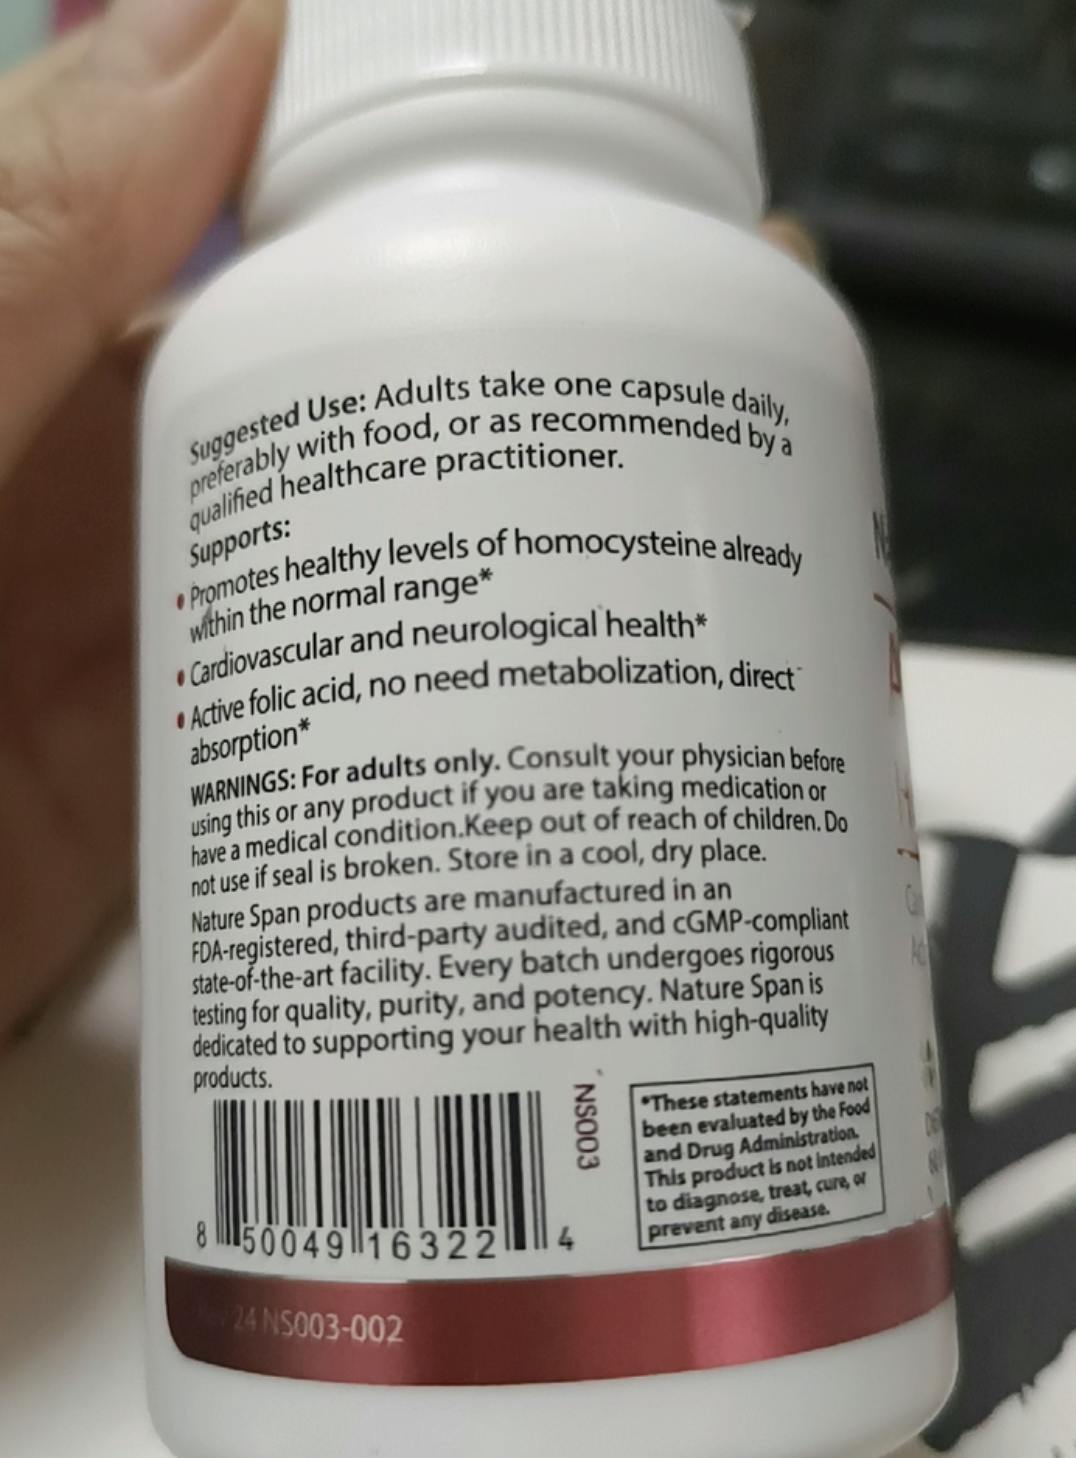 Suggested Use: Adults take one capsule daily,
preferably with food, or as recommended by a
qualified healthcare practitioner.
Supports:
• Promotes healthy levels of homocysteine already
within the normal range*
• Cardiovascular and neurological health*
• Active folic acid, no need metabolization, direct
absorption*
WARNINGS: For adults only. Consult your physician before
using this or any product if you are taking medication or
have a medical condition.Keep out of reach of children. Do
not use if seal is broken. Store in a cool, dry place.
Nature Span products are manufactured in an
FDA-registered, third-party audited, and cGMP-compliant
state-of-the-art facility. Every batch undergoes rigorous
testing for quality, purity, and potency. Nature Span is
dedicated to supporting your health with high-quality
products.
NS003
*These statements have not
been evaluated by the Food
and Drug Administration.
This product is not intended
to diagnose, treat, cure, or
prevent any disease.
8 50049 16322 4
24 NS003-002